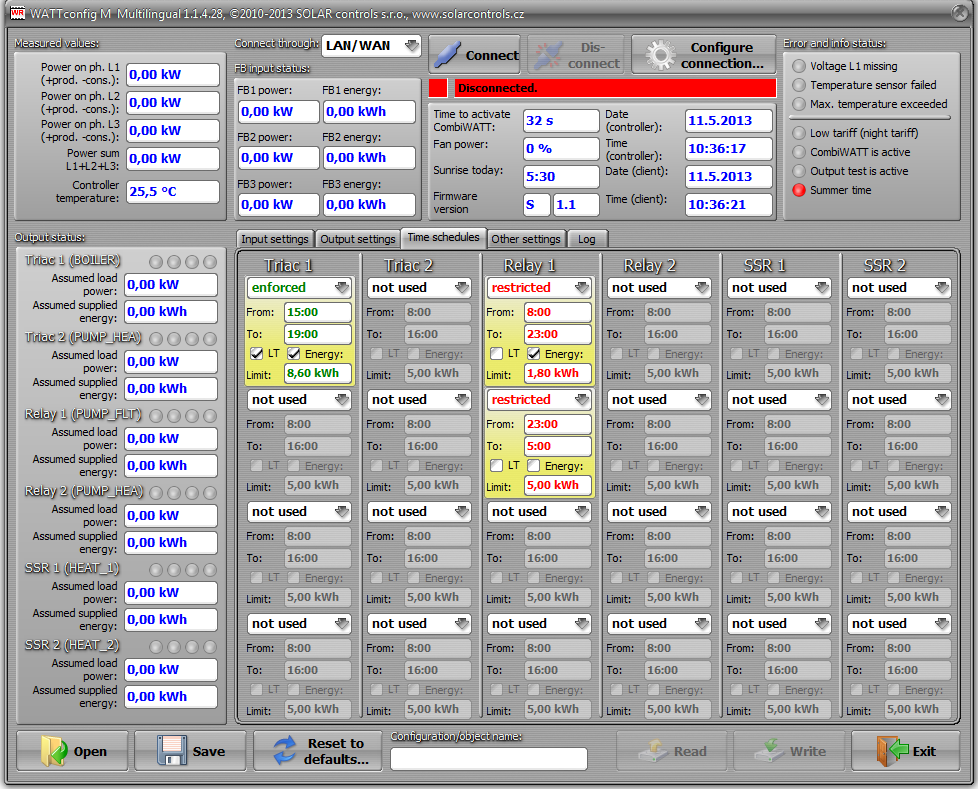 WATTconfig M Multilingual 1.1.4.28, ©2010-2013 SOLAR controls s.r.o., www.solarcontrols.cz
Measured values:
Power on ph. L1
(+prod. -cons.):
0,00 kW
Power on ph. L2
(+prod. -cons.):
0,00 kW
Power on ph. L3
(+prod. -cons.):
0,00 kW
Power sum
L1+L2+L3:
0,00 kW
Controller
temperature:
25,5 °C
Connect through:
LAN/WAN
FB input status:
FB1 power: FB1 energy:
0,00 kW 0,00 kWh
FB2 power: FB2 energy:
0,00 kW 0,00 kWh
FB3 power: FB3 energy:
0,00 kW 0,00 kWh
Connect
Dis-
connect
Configure
connection...
Disconnected.
Time to activate
CombiWATT:
32 s
Fan power:
0 %
Sunrise today:
5:30
Firmware
version
S 1.1
Date
(controller):
11.5.2013
Time
(controller):
10:36:17
Date (client):
11.5.2013
Time (client):
10:36:21
Error and info status:
Voltage L1 missing
Temperature sensor failed
Max. temperature exceeded
Low tariff (night tariff)
CombiWATT is active
Output test is active
Summer time
Output status:
Triac 1 (BOILER)
Assumed load
power:
0,00 kW
Assumed supplied
energy:
0,00 kWh
Triac 2 (PUMP_HEA)
Assumed load
power:
0,00 kW
Assumed supplied
energy:
0,00 kWh
Relay 1 (PUMP_FLT)
Assumed load
power:
0,00 kW
Assumed supplied
energy:
0,00 kWh
Relay 2 (PUMP_HEA)
Assumed load
power:
0,00 kW
Assumed supplied
energy:
0,00 kWh
SSR 1 (HEAT_1)
Assumed load
power:
0,00 kW
Assumed supplied
energy:
0,00 kWh
SSR 2 (HEAT_2)
Assumed load
power:
0,00 kW
Assumed supplied
energy:
0,00 kWh
Input settings Output settings Time schedules Other settings Log
Triac 1 Triac 2 Relay 1 Relay 2 SSR 1 SSR 2
enforced not used restricted not used not used not used
From: 15:00 From: 8:00 From: 8:00 From: 8:00 From: 8:00 From: 8:00
To: 19:00 To: 16:00 To: 23:00 To: 16:00 To: 16:00 To: 16:00
LT Energy: LT Energy: LT Energy: LT Energy: LT Energy: LT Energy:
Limit: 8,60 kWh Limit: 5,00 kWh Limit: 1,80 kWh Limit: 5,00 kWh Limit: 5,00 kWh Limit: 5,00 kWh
not used not used restricted not used not used not used
From: 8:00 From: 8:00 From: 23:00 From: 8:00 From: 8:00 From: 8:00
To: 16:00 To: 16:00 To: 5:00 To: 16:00 To: 16:00 To: 16:00
LT Energy: LT Energy: LT Energy: LT Energy: LT Energy: LT Energy:
Limit: 5,00 kWh Limit: 5,00 kWh Limit: 5,00 kWh Limit: 5,00 kWh Limit: 5,00 kWh Limit: 5,00 kWh
not used not used not used not used not used not used
From: 8:00 From: 8:00 From: 8:00 From: 8:00 From: 8:00 From: 8:00
To: 16:00 To: 16:00 To: 16:00 To: 16:00 To: 16:00 To: 16:00
LT Energy: LT Energy: LT Energy: LT Energy: LT Energy: LT Energy:
Limit: 5,00 kWh Limit: 5,00 kWh Limit: 5,00 kWh Limit: 5,00 kWh Limit: 5,00 kWh Limit: 5,00 kWh
not used not used not used not used not used not used
From: 8:00 From: 8:00 From: 8:00 From: 8:00 From: 8:00 From: 8:00
To: 16:00 To: 16:00 To: 16:00 To: 16:00 To: 16:00 To: 16:00
LT Energy: LT Energy: LT Energy: LT Energy: LT Energy: LT Energy:
Limit: 5,00 kWh Limit: 5,00 kWh Limit: 5,00 kWh Limit: 5,00 kWh Limit: 5,00 kWh Limit: 5,00 kWh
Open
Save
Reset to
defaults...
Configuration/object name:
Read
Write
Exit